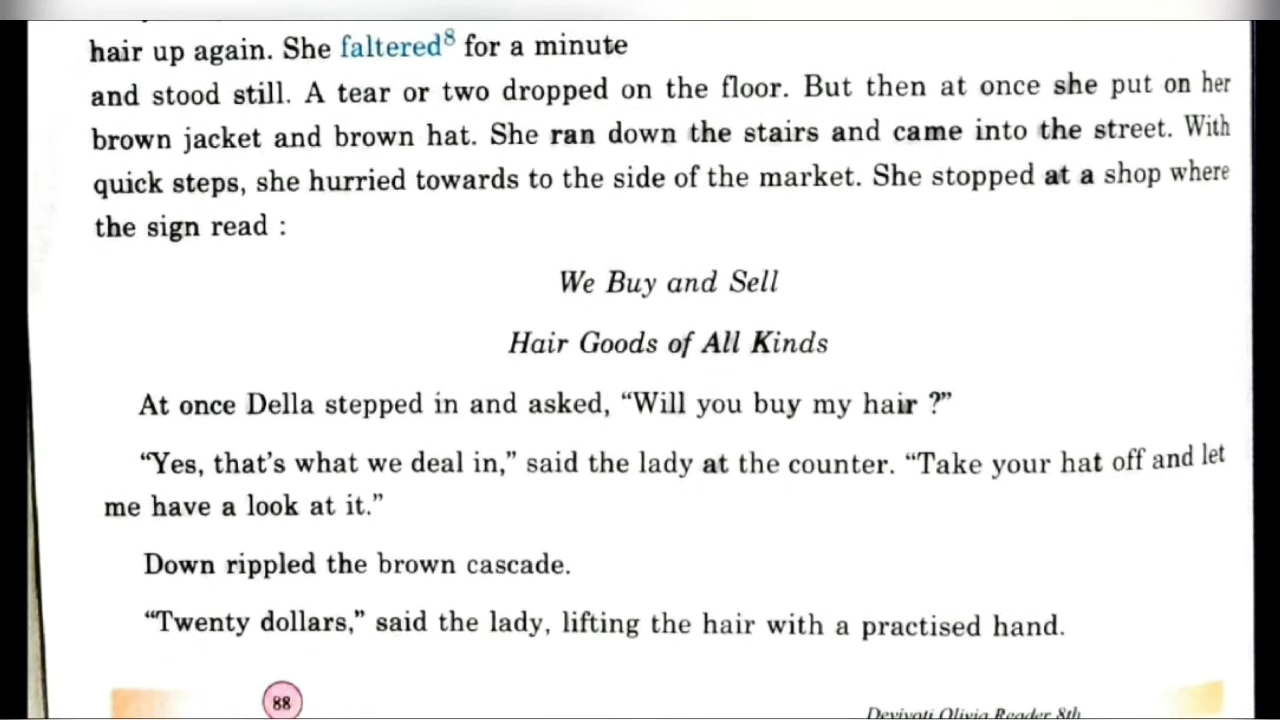 hair up again. She faltered⁸ for a minute
and stood still. A tear or two dropped on the floor. But then at once she put on her
brown jacket and brown hat. She ran down the stairs and came into the street. With
quick steps, she hurried towards to the side of the market. She stopped at a shop where
the sign read :
We Buy and Sell
Hair Goods of All Kinds
At once Della stepped in and asked, “Will you buy my hair ?”
“Yes, that’s what we deal in,” said the lady at the counter. “Take your hat off and let
me have a look at it.”
Down rippled the brown cascade.
“Twenty dollars,” said the lady, lifting the hair with a practised hand.
88
Devjyoti Olivia Reader 8th